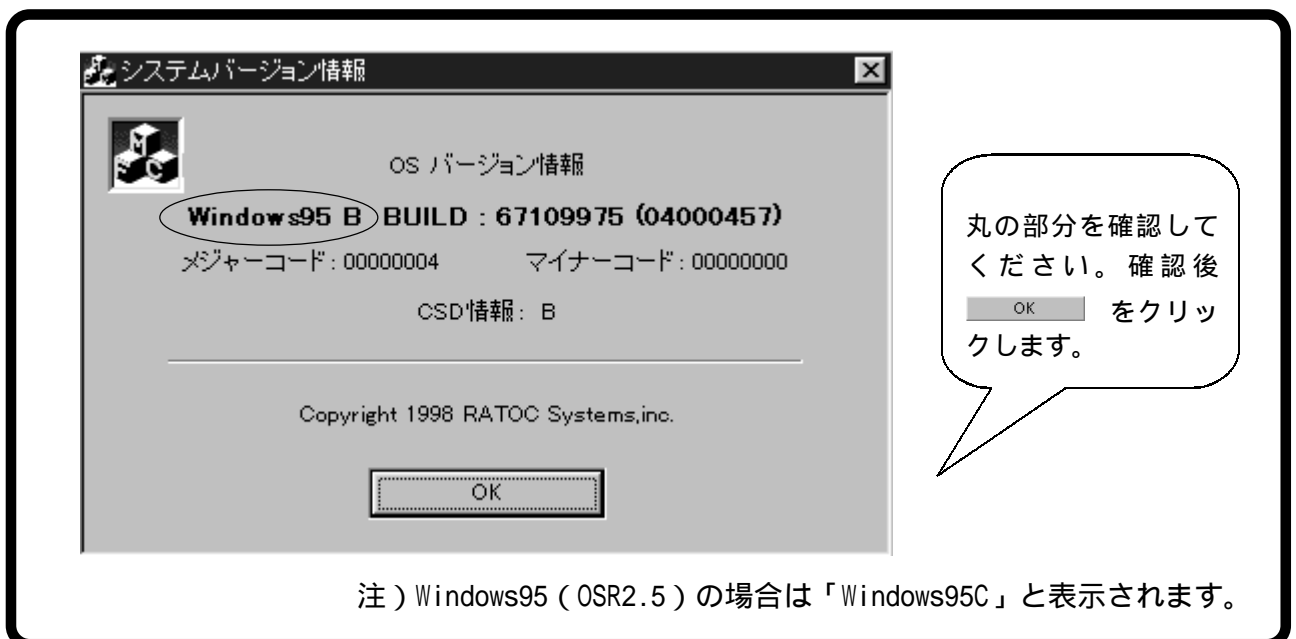 システムバージョン情報
M
S C
OS バージョン情報
Windows95 B BUILD : 67109975 (04000457)
メジャーコード : 00000004 マイナーコード : 00000000
CSD情報 : B
Copyright 1998 RATOC Systems,inc.
OK
丸の部分を確認して
ください。確認後
OK をクリッ
クします。
注）Windows95（OSR2.5）の場合は「Windows95C」と表示されます。